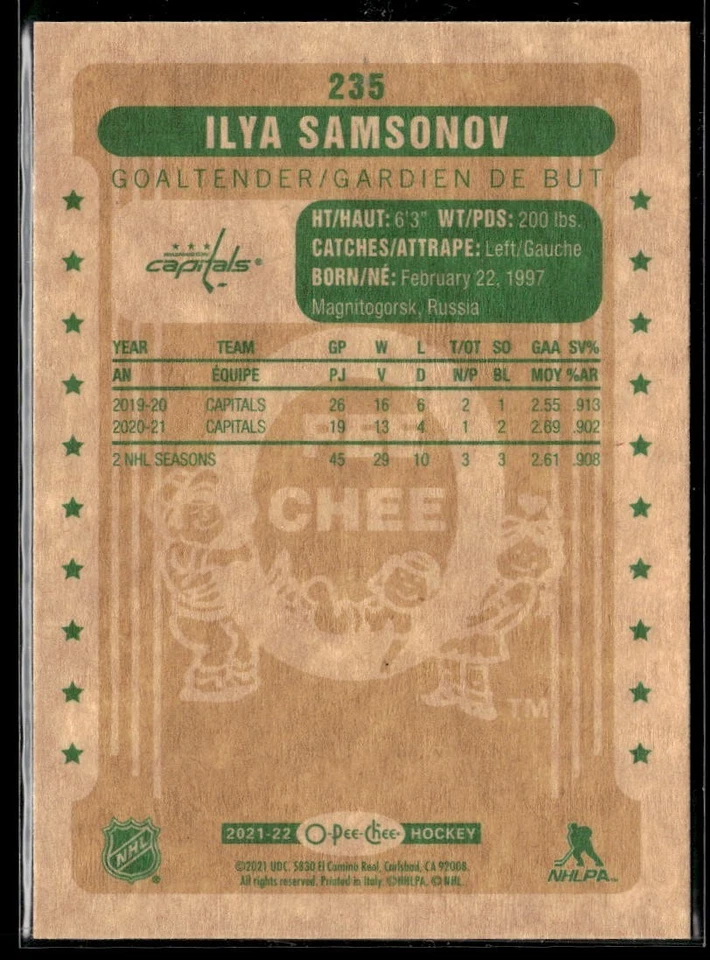 235
ILYA SAMSONOV
GOALTENDER/GARDIEN DE BUT
WASHINGTON
capitals
HT/HAUT: 6'3" WT/PDS: 200 lbs.
CATCHES/ATTRAPE: Left/Gauche
BORN/NÉ: February 22, 1997
Magnitogorsk, Russia
YEAR TEAM GP W L T/OT SO GAA SV%
AN ÉQUIPE PJ V D N/P BL MOY %AR
2019-20 CAPITALS 26 16 6 2 1 2.55 .913
2020-21 CAPITALS 19 13 4 1 2 2.69 .902
2 NHL SEASONS 45 29 10 3 3 2.61 .908
PEE
CHEE
TM
NHL
2021-22 O-Pee-Chee HOCKEY
©2021 UDC. 5830 El Camino Real, Carlsbad, CA 92008.
All rights reserved. Printed in Italy. ©NHLPA. © NHL.
NHLPA